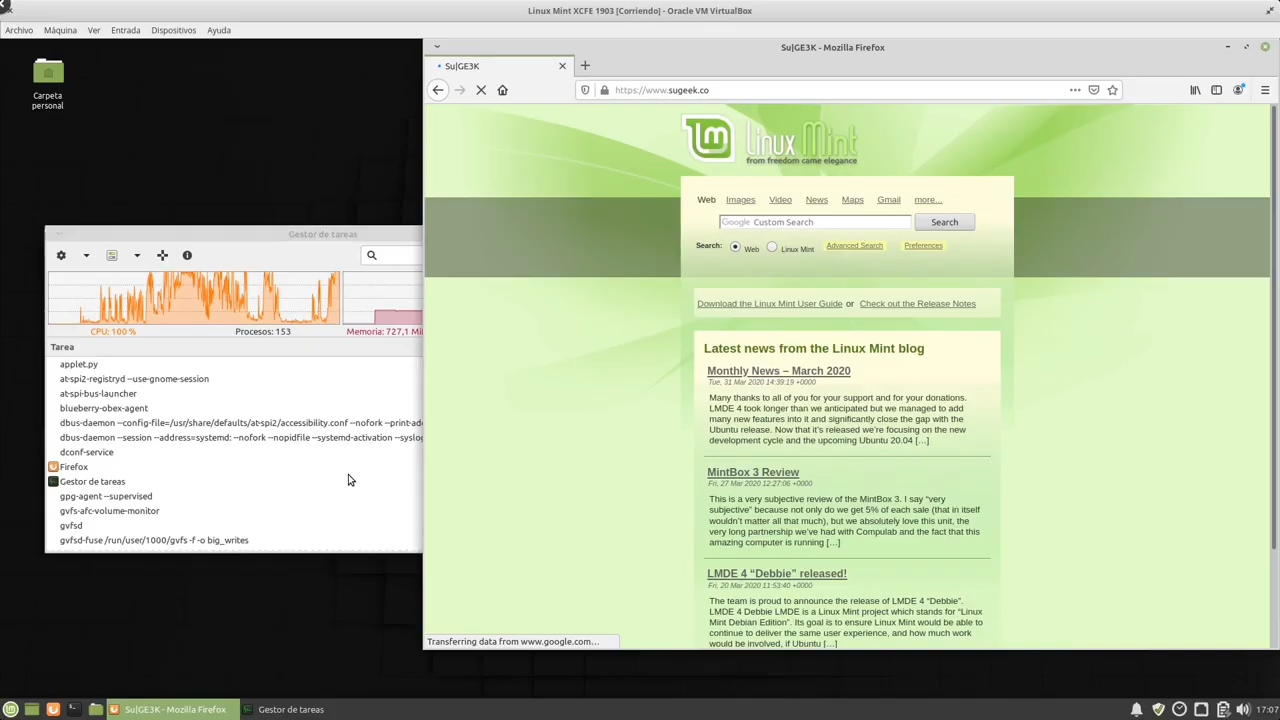 Linux Mint XCFE 1903 [Corriendo] - Oracle VM VirtualBox
Archivo Máquina Ver Entrada Dispositivos Ayuda
Carpeta
personal
Su|GE3K - Mozilla Firefox
Su|GE3K
https://www.sugeek.co
Linux Mint
from freedom came elegance
Web Images Video News Maps Gmail more...
Google Custom Search Search
Search: Web Linux Mint Advanced Search Preferences
Download the Linux Mint User Guide or Check out the Release Notes
Latest news from the Linux Mint blog
Monthly News – March 2020
Tue, 31 Mar 2020 14:39:19 +0000
Many thanks to all of you for your support and for your donations.
LMDE 4 took longer than we anticipated but we managed to add
many new features into it and significantly close the gap with the
Ubuntu release. Now that it's released we're focusing on the new
development cycle and the upcoming Ubuntu 20.04 […]
MintBox 3 Review
Fri, 27 Mar 2020 12:27:06 +0000
This is a very subjective review of the MintBox 3. I say “very
subjective” because not only do we get 5% of each sale (that in itself
wouldn't matter all that much), but we absolutely love this unit, the
very long partnership we've had with Compulab and the fact that this
amazing computer is running […]
LMDE 4 “Debbie” released!
Fri, 20 Mar 2020 11:53:40 +0000
The team is proud to announce the release of LMDE 4 “Debbie”.
LMDE 4 Debbie LMDE is a Linux Mint project which stands for “Linux
Mint Debian Edition”. Its goal is to ensure Linux Mint would be able to
continue to deliver the same user experience, and how much work
would be involved, if Ubuntu […]
Transferring data from www.google.com…
Gestor de tareas
CPU: 100 % Procesos: 153 Memoria: 727,1 Mi
Tarea
applet.py
at-spi2-registryd --use-gnome-session
at-spi-bus-launcher
blueberry-obex-agent
dbus-daemon --config-file=/usr/share/defaults/at-spi2/accessibility.conf --nofork --print-add
dbus-daemon --session --address=systemd: --nofork --nopidfile --systemd-activation --syslog
dconf-service
Firefox
Gestor de tareas
gpg-agent --supervised
gvfs-afc-volume-monitor
gvfsd
gvfsd-fuse /run/user/1000/gvfs -f -o big_writes
Su|GE3K - Mozilla Firefox Gestor de tareas 17:07